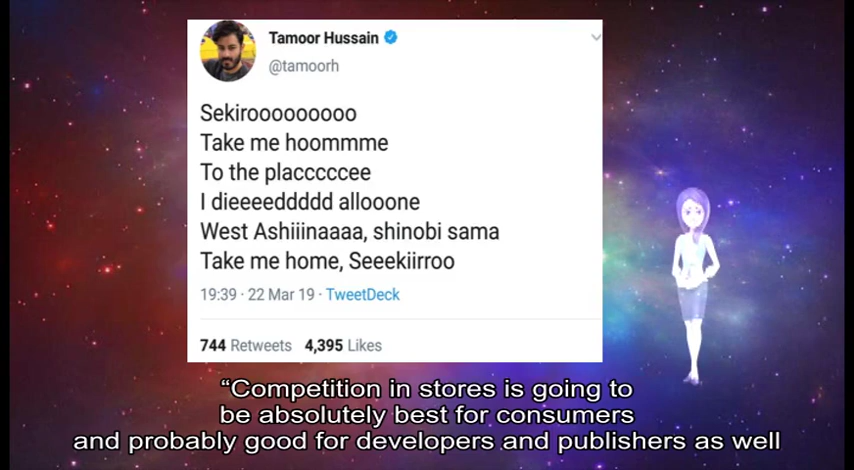 Tamoor Hussain
@tamoorh
Sekirooooooooo
Take me hoommme
To the placccccee
I dieeeeddddd allooone
West Ashiiinaaaa, shinobi sama
Take me home, Seeekiirroo
19:39 · 22 Mar 19 · TweetDeck
744 Retweets 4,395 Likes
“Competition in stores is going to
be absolutely best for consumers
and probably good for developers and publishers as well